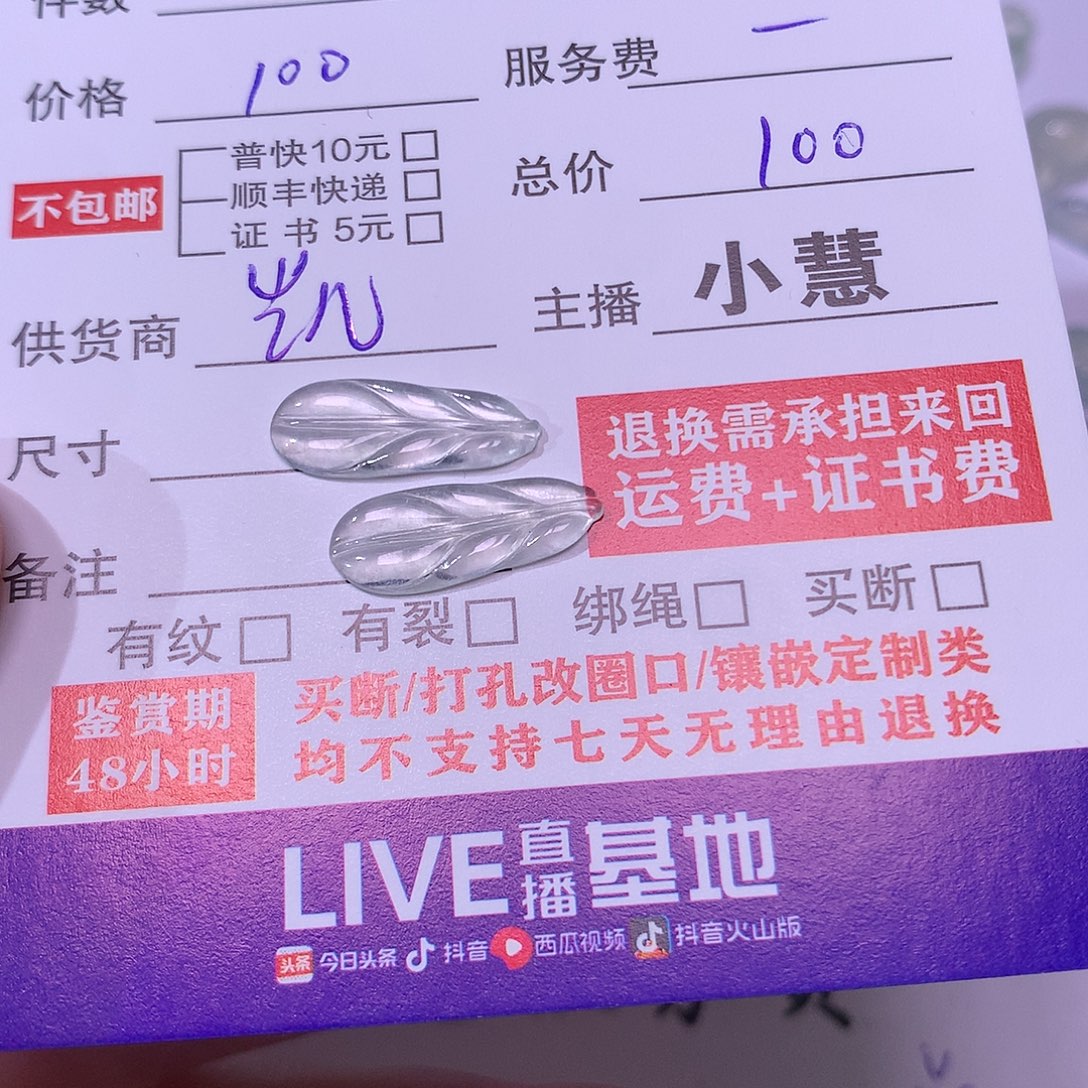 件数
价格 100 服务费 一
普快10元
不包邮 顺丰快递 总价 100
证书 5元
供货商 凯 主播 小慧
尺寸
退换需承担来回
运费+证书费
备注
有纹 有裂 绑绳 买断
鉴赏期 买断/打孔改圈口/镶嵌定制类
48小时 均不支持七天无理由退换
LIVE 直播 基地
头条 今日头条 抖音 西瓜视频 抖音火山版